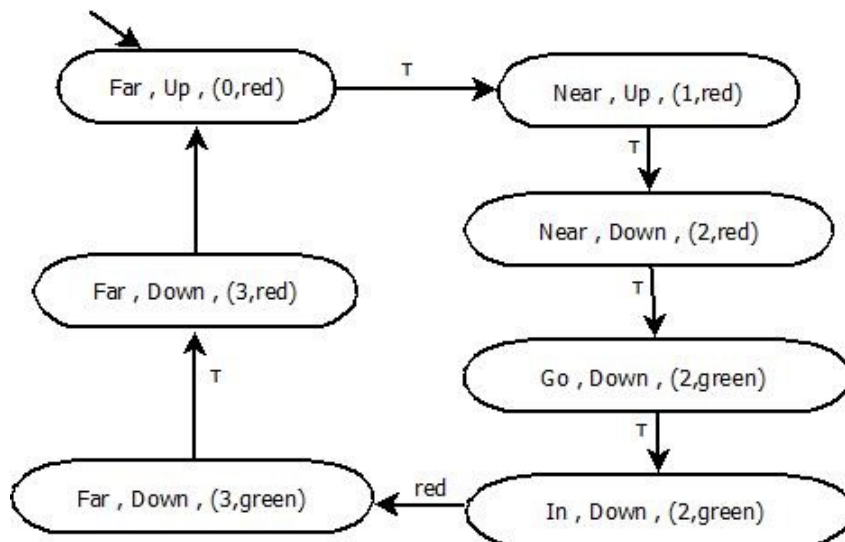 Far , Up , (0,red)
T
Near , Up , (1,red)
T
Near , Down , (2,red)
T
Go , Down , (2,green)
T
In , Down , (2,green)
red
Far , Down , (3,green)
T
Far , Down , (3,red)